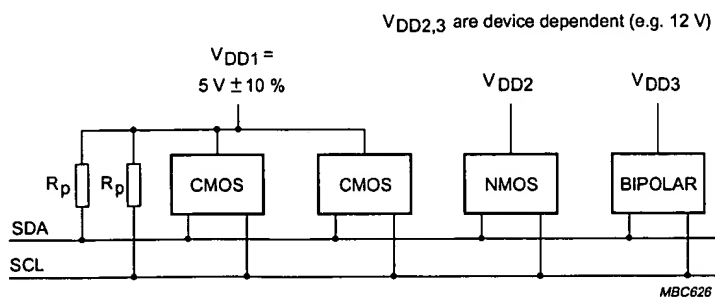 VDD2,3 are device dependent (e.g. 12 V)
VDD1 =
5 V ± 10 %
VDD2
VDD3
Rp
Rp
CMOS
CMOS
NMOS
BIPOLAR
SDA
SCL
MBC626